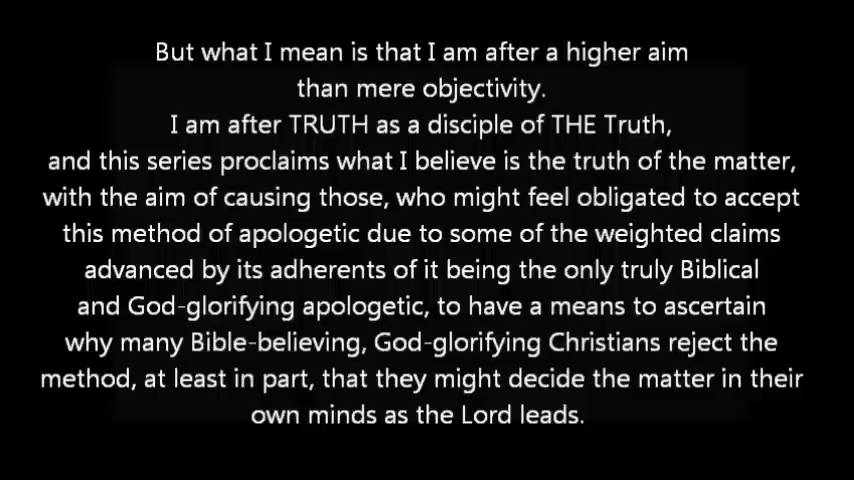 But what I mean is that I am after a higher aim
than mere objectivity.
I am after TRUTH as a disciple of THE Truth,
and this series proclaims what I believe is the truth of the matter,
with the aim of causing those, who might feel obligated to accept
this method of apologetic due to some of the weighted claims
advanced by its adherents of it being the only truly Biblical
and God-glorifying apologetic, to have a means to ascertain
why many Bible-believing, God-glorifying Christians reject the
method, at least in part, that they might decide the matter in their
own minds as the Lord leads.